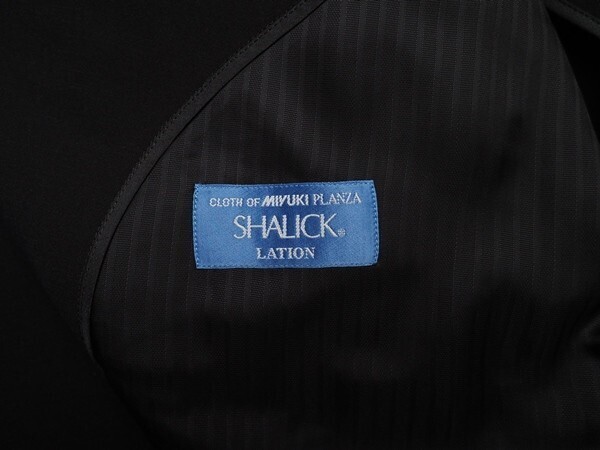 CLOTH OF MIYUKI PLANZA
SHALICK®
LATION